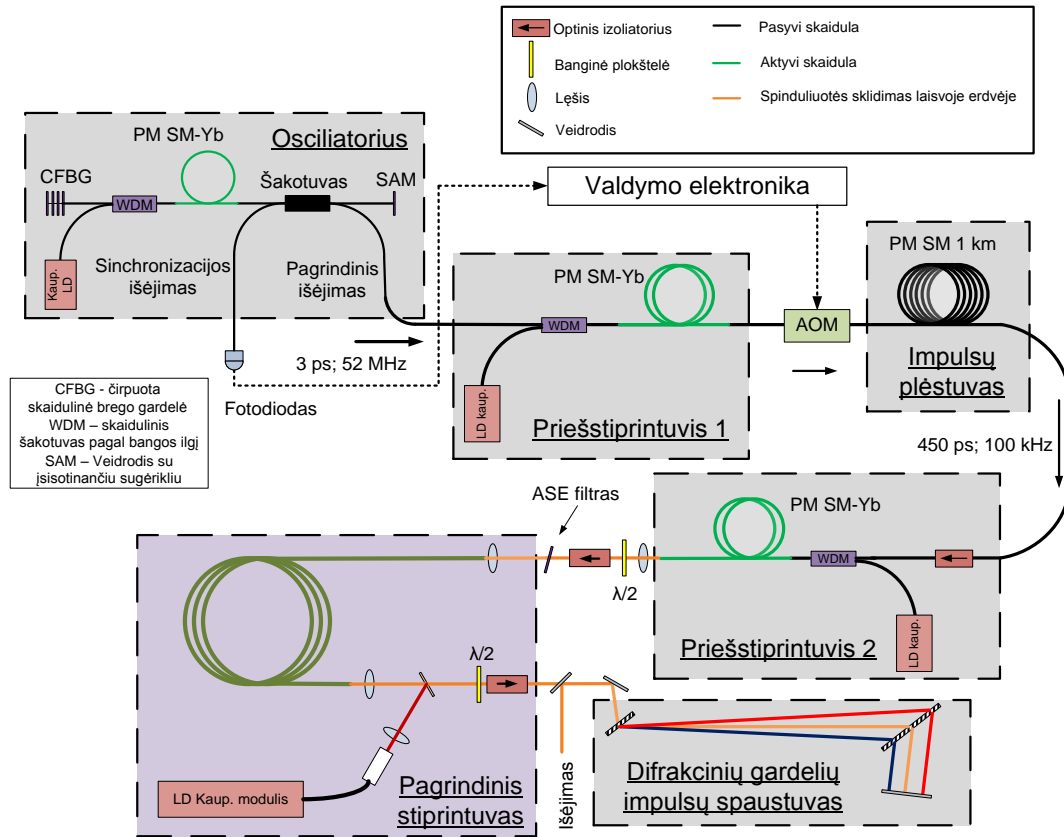 Optinis izoliatorius
Pasyvi skaidula
Banginė plokštelė
Aktyvi skaidula
Lęšis
Spinduliuotės sklidimas laisvoje erdvėje
Veidrodis
PM SM-Yb
Osciliatorius
CFBG
Šakotuvas
SAM
WDM
Kaup.
LD
Sinchronizacijos
išėjimas
Pagrindinis
išėjimas
Valdymo elektronika
PM SM-Yb
WDM
LD kaup.
Priešstiprintuvis 1
AOM
PM SM 1 km
Impulsų
plėstuvas
3 ps; 52 MHz
Fotodiodas
CFBG - čirpuota
skaidulinė brego gardelė
WDM – skaidulinis
šakotuvas pagal bangos ilgį
SAM – Veidrodis su
įsisotinančiu sugėrikliu
450 ps; 100 kHz
ASE filtras
λ/2
PM SM-Yb
WDM
LD kaup.
Priešstiprintuvis 2
λ/2
LD Kaup. modulis
Pagrindinis
stiprintuvas
Išėjimas
Difrakcinių gardelių
impulsų spaustuvas